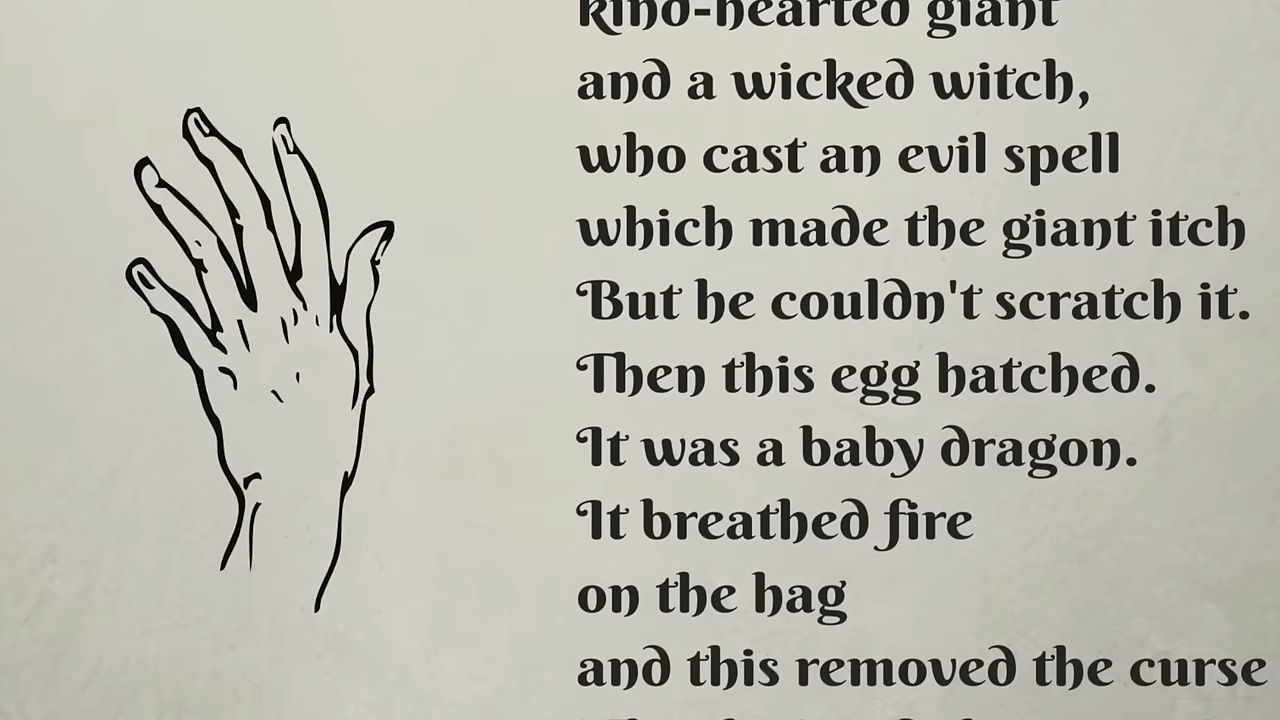 kind-hearted giant
and a wicked witch,
who cast an evil spell
which made the giant itch
But he couldn't scratch it.
Then this egg hatched.
It was a baby dragon.
It breathed fire
on the hag
and this removed the curse